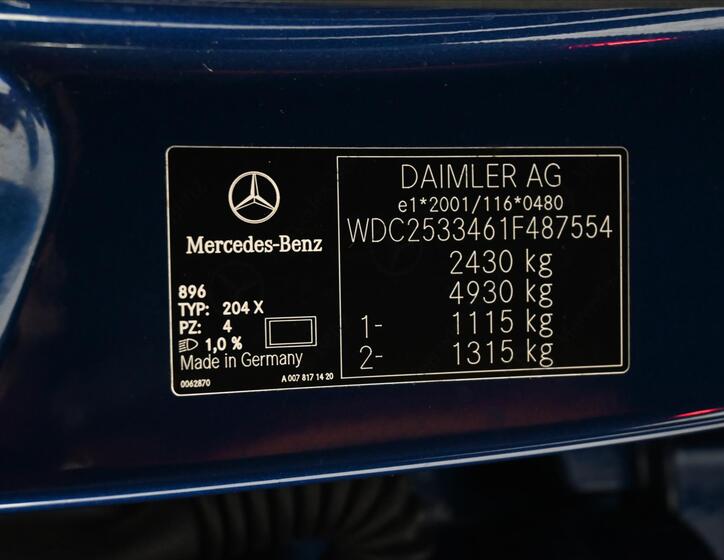 Mercedes-Benz
896
TYP: 204 X
PZ: 4
1,0 %
Made in Germany
0062870
A 007 817 14 20
DAIMLER AG
e1*2001/116*0480
WDC2533461F487554
2430 kg
4930 kg
1- 1115 kg
2- 1315 kg